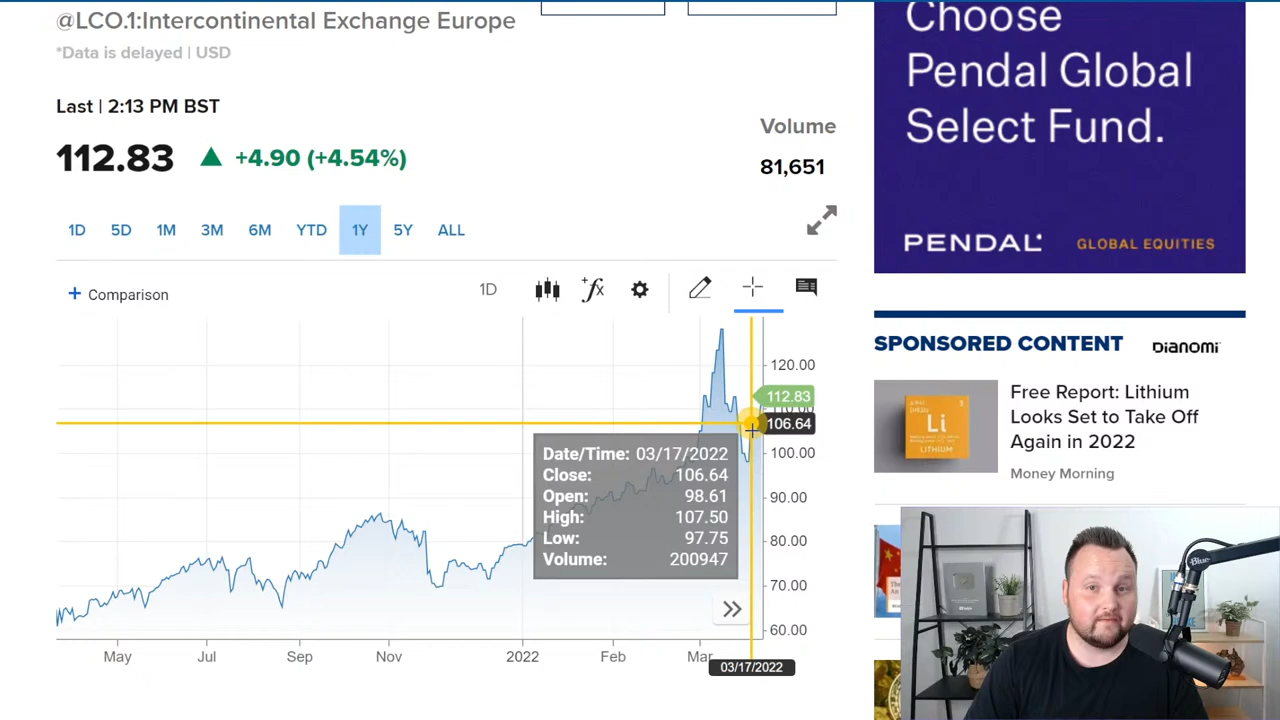 @LCO.1:Intercontinental Exchange Europe
*Data is delayed | USD
Last | 2:13 PM BST
112.83 +4.90 (+4.54%)
Volume
81,651
1D 5D 1M 3M 6M YTD 1Y 5Y ALL
+ Comparison
1D
120.00
112.83
110.00
106.64
100.00
90.00
80.00
70.00
60.00
Date/Time: 03/17/2022
Close: 106.64
Open: 98.61
High: 107.50
Low: 97.75
Volume: 200947
May Jul Sep Nov 2022 Feb Mar
03/17/2022
Choose
Pendal Global
Select Fund.
PENDAL GLOBAL EQUITIES
SPONSORED CONTENT DIANOMI
Li
LITHIUM
Free Report: Lithium
Looks Set to Take Off
Again in 2022
Money Morning
Blue